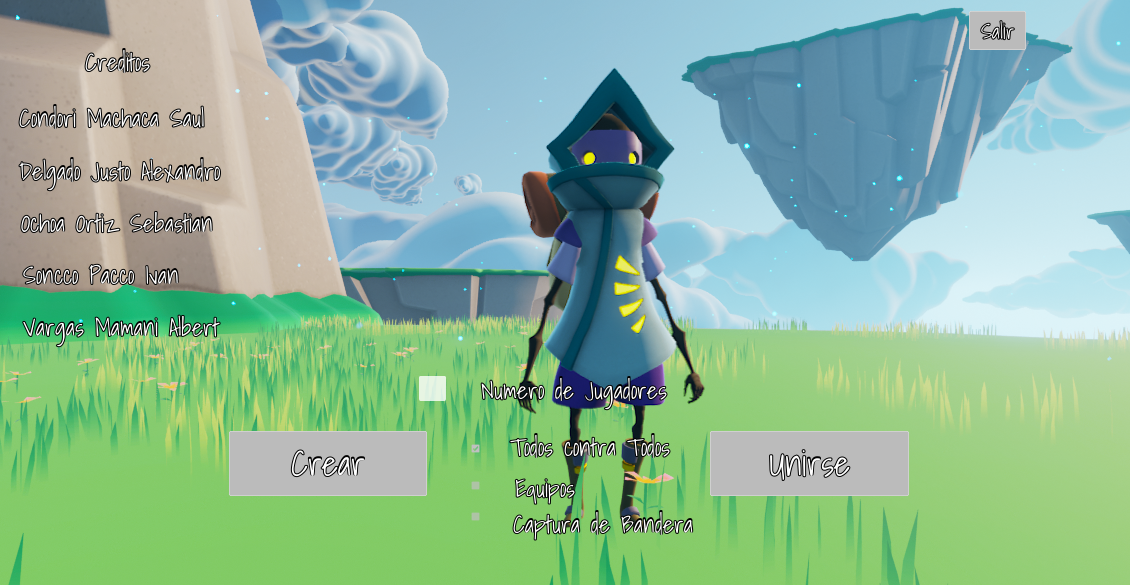 Creditos
Condori Machaca Saul
Delgado Justo Alexandro
Ochoa Ortiz Sebastian
Soncco Pacco Ivan
Vargas Mamani Albert
Salir
Numero de Jugadores
Crear
Todos contra Todos
Equipos
Captura de Bandera
Unirse